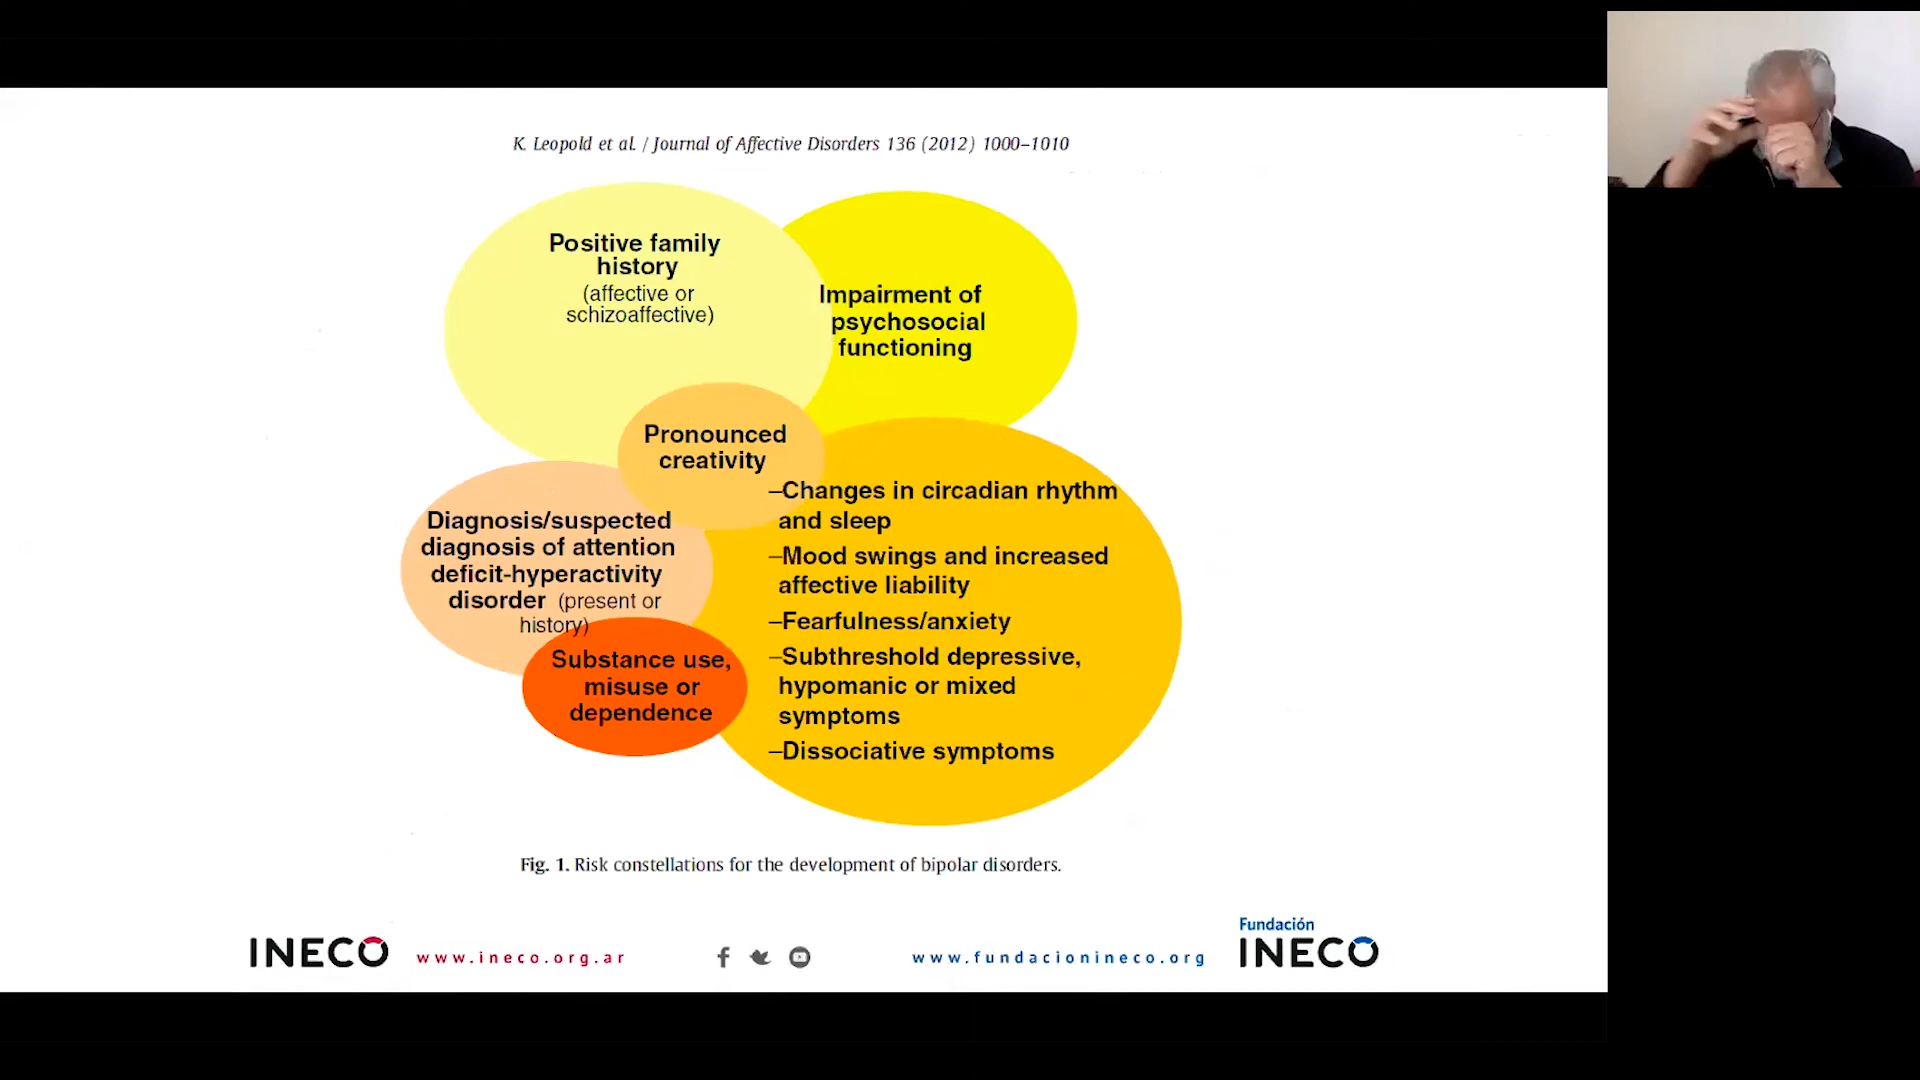 K. Leopold et al. / Journal of Affective Disorders 136 (2012) 1000–1010
Positive family
history
(affective or
schizoaffective)
Impairment of
psychosocial
functioning
Pronounced
creativity
Diagnosis/suspected
diagnosis of attention
deficit-hyperactivity
disorder (present or
history)
Substance use,
misuse or
dependence
–Changes in circadian rhythm
and sleep
–Mood swings and increased
affective liability
–Fearfulness/anxiety
–Subthreshold depressive,
hypomanic or mixed
symptoms
–Dissociative symptoms
Fig. 1. Risk constellations for the development of bipolar disorders.
INECO www.ineco.org.ar
www.fundacionineco.org
Fundación
INECO